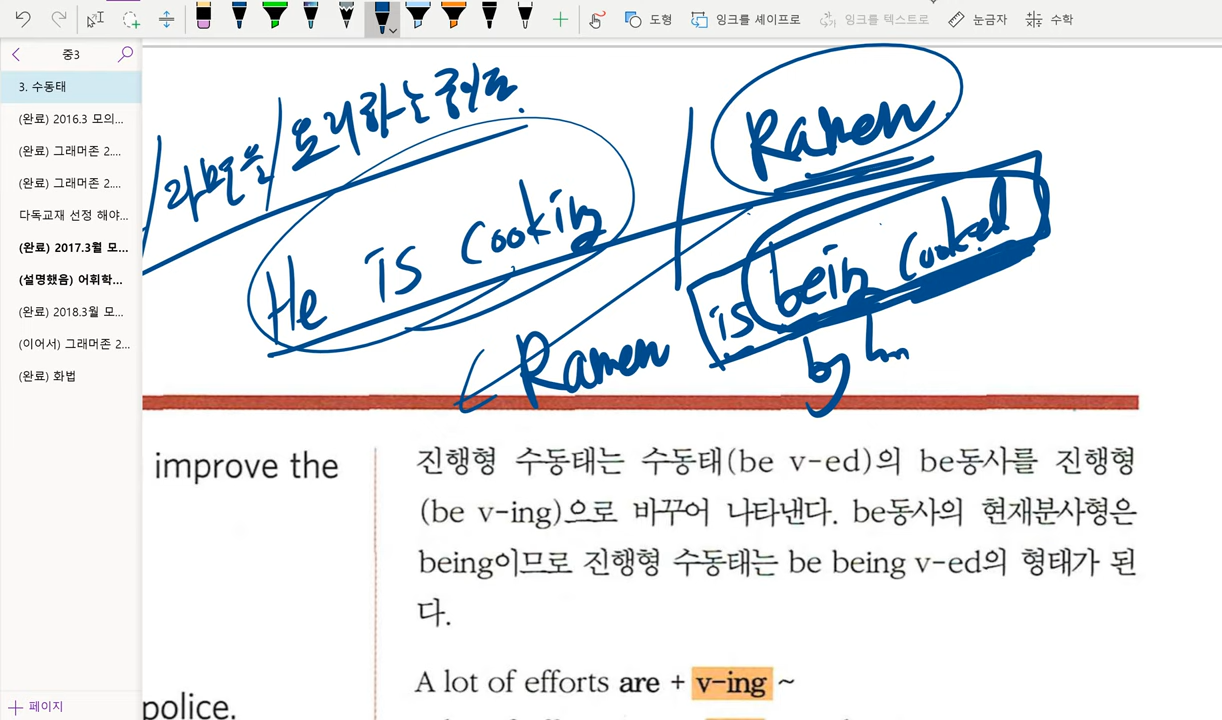 도형
잉크를 셰이프로
잉크를 텍스트로
눈금자
수학
중3
3. 수동태
(완료) 2016.3 모의...
(완료) 그래머존 2....
(완료) 그래머존 2....
다독교재 선정 해야...
(완료) 2017.3월 모...
(설명했음) 어휘학...
(완료) 2018.3월 모...
(이어서) 그래머존 2...
(완료) 화법
페이지
라면을 / 요리하는
He is cooking
Ramen
Ramen is being cooked
by him
improve the
police.
진행형 수동태는 수동태(be v-ed)의 be동사를 진행형
(be v-ing)으로 바꾸어 나타낸다. be동사의 현재분사형은
being이므로 진행형 수동태는 be being v-ed의 형태가 된
다.
A lot of efforts are + v-ing ~